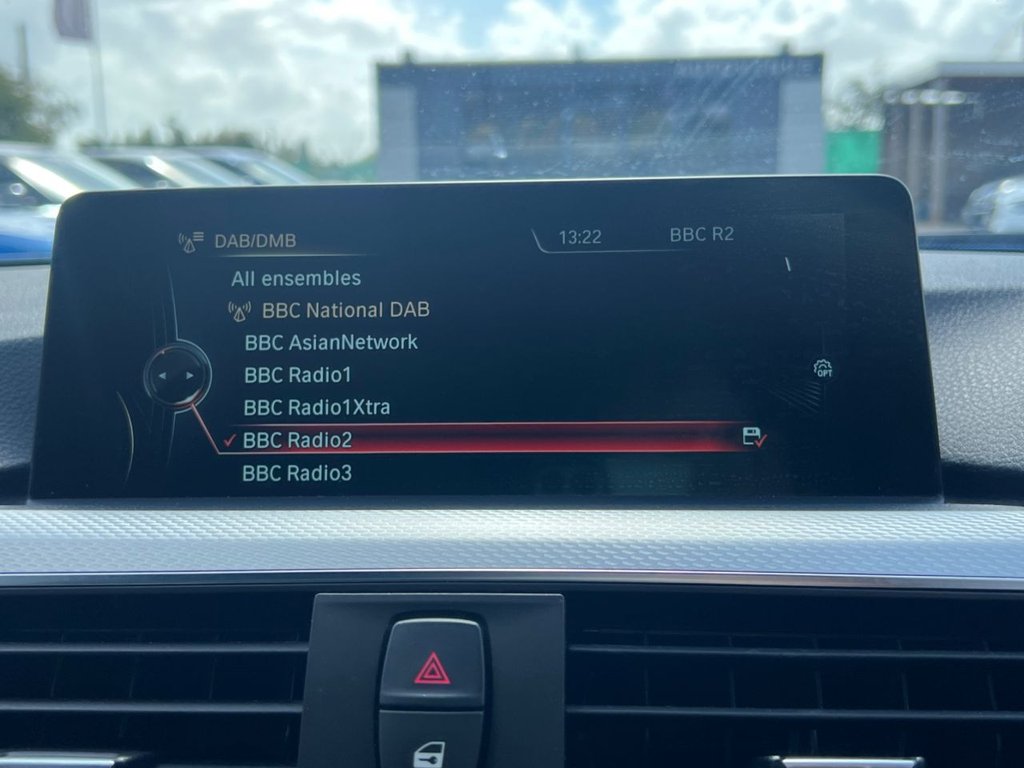 DAB/DMB
13:22 BBC R2
All ensembles
BBC National DAB
BBC AsianNetwork
BBC Radio1
OPT
BBC Radio1Xtra
BBC Radio2
BBC Radio3